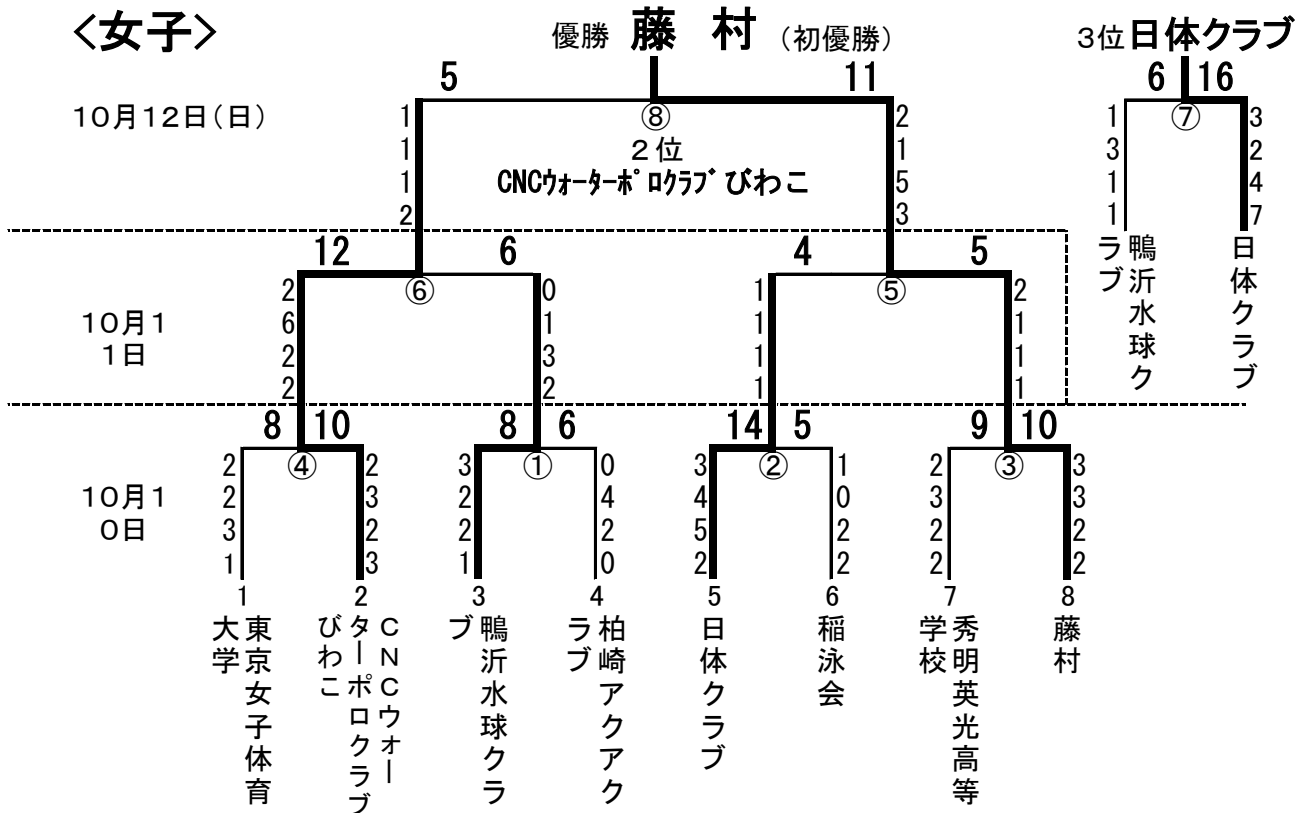 <女子>
優勝 藤 村 (初優勝)
3位日体クラブ
5 11
6 16
10月12日(日)
1 ⑧ 2
1 2位 1
1 CNCウォーターポロクラブびわこ 5
2 3
1 ⑦ 3
3 2
1 4
1 7
鴨沂水球ク
ラブ
日体クラブ
12 6 4 5
10月1
1日
2 ⑥ 0 1 ⑤ 2
6 1 1 1
2 3 1 1
2 2 1 1
8 10 8 6 14 5 9 10
10月1
0日
2 ④ 2 3 ① 0 3 ② 1 2 ③ 3
2 3 2 4 4 0 3 3
3 2 2 2 5 2 2 2
1 3 1 0 2 2 2 2
1 2 3 4 5 6 7 8
東京女子体育
大学
CNCウォー
ターポロクラブ
びわこ
鴨沂水球クラ
ブ
柏崎アクアク
ラブ
日体クラブ
稲泳会
秀明英光高等
学校
藤村